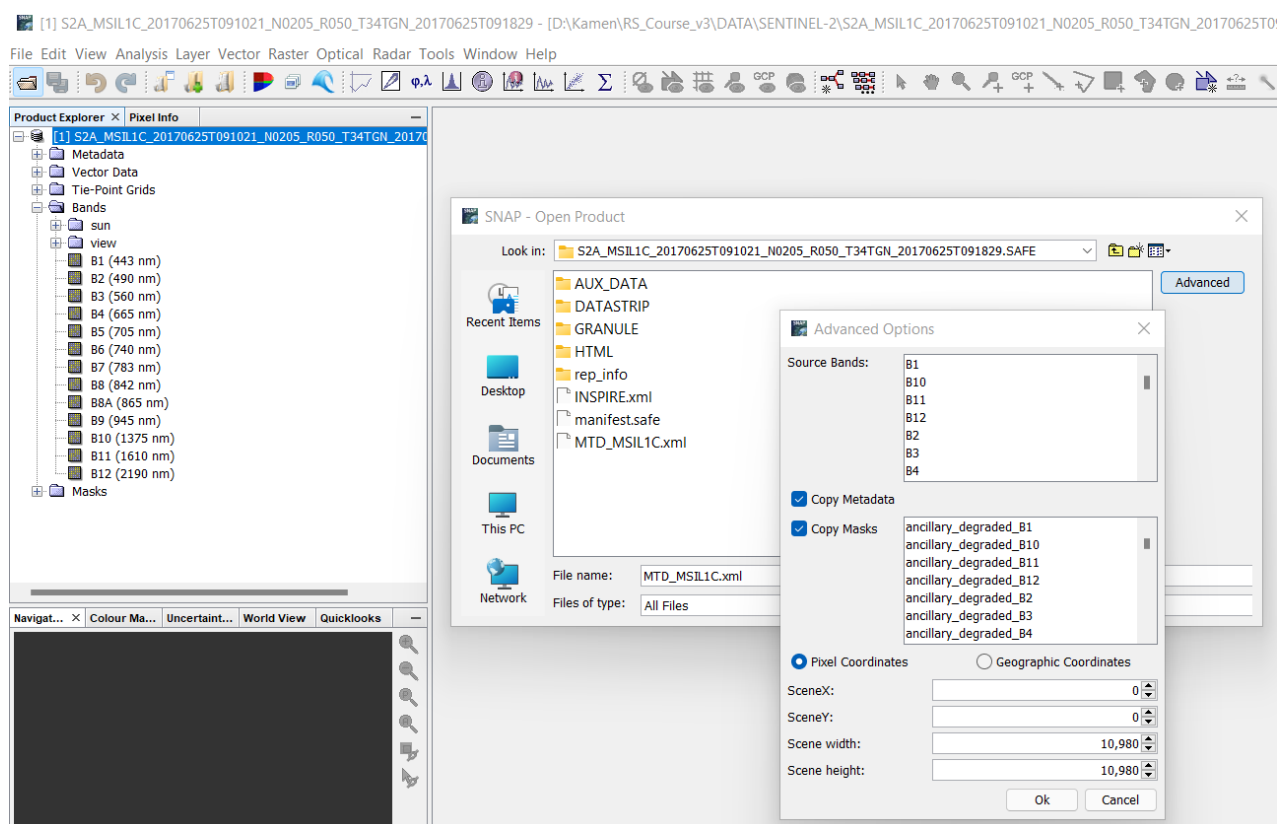 [1] S2A_MSIL1C_20170625T091021_N0205_R050_T34TGN_20170625T091829 - [D:\Kamen\RS_Course_v3\DATA\SENTINEL-2\S2A_MSIL1C_20170625T091021_N0205_R050_T34TGN_20170625T09
File Edit View Analysis Layer Vector Raster Optical Radar Tools Window Help
φ,λ Σ GCP GCP
Product Explorer × Pixel Info
[1] S2A_MSIL1C_20170625T091021_N0205_R050_T34TGN_20170
Metadata
Vector Data
Tie-Point Grids
Bands
sun
view
B1 (443 nm)
B2 (490 nm)
B3 (560 nm)
B4 (665 nm)
B5 (705 nm)
B6 (740 nm)
B7 (783 nm)
B8 (842 nm)
B8A (865 nm)
B9 (945 nm)
B10 (1375 nm)
B11 (1610 nm)
B12 (2190 nm)
Masks
Navigat... × Colour Ma... Uncertaint... World View Quicklooks
SNAP - Open Product
Look in: S2A_MSIL1C_20170625T091021_N0205_R050_T34TGN_20170625T091829.SAFE
Advanced
Recent Items
Desktop
Documents
This PC
Network
AUX_DATA
DATASTRIP
GRANULE
HTML
rep_info
INSPIRE.xml
manifest.safe
MTD_MSIL1C.xml
File name: MTD_MSIL1C.xml
Files of type: All Files
Advanced Options
Source Bands:
B1
B10
B11
B12
B2
B3
B4
Copy Metadata
Copy Masks
ancillary_degraded_B1
ancillary_degraded_B10
ancillary_degraded_B11
ancillary_degraded_B12
ancillary_degraded_B2
ancillary_degraded_B3
ancillary_degraded_B4
Pixel Coordinates Geographic Coordinates
SceneX: 0
SceneY: 0
Scene width: 10,980
Scene height: 10,980
Ok Cancel